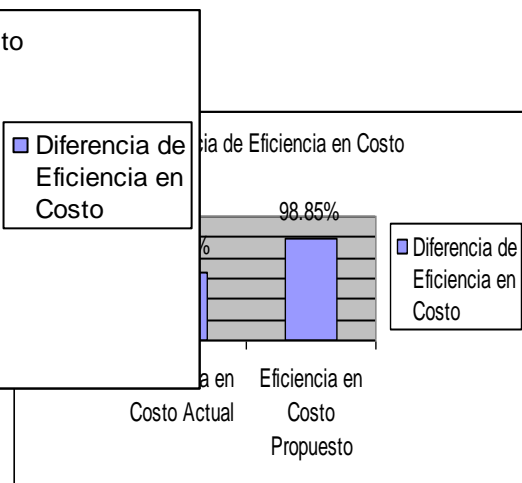 to
Diferencia de
Eficiencia en
Costo
de Eficiencia en Costo
98.85%
%
Diferencia de
Eficiencia en
Costo
en
Costo Actual
Eficiencia en
Costo
Propuesto